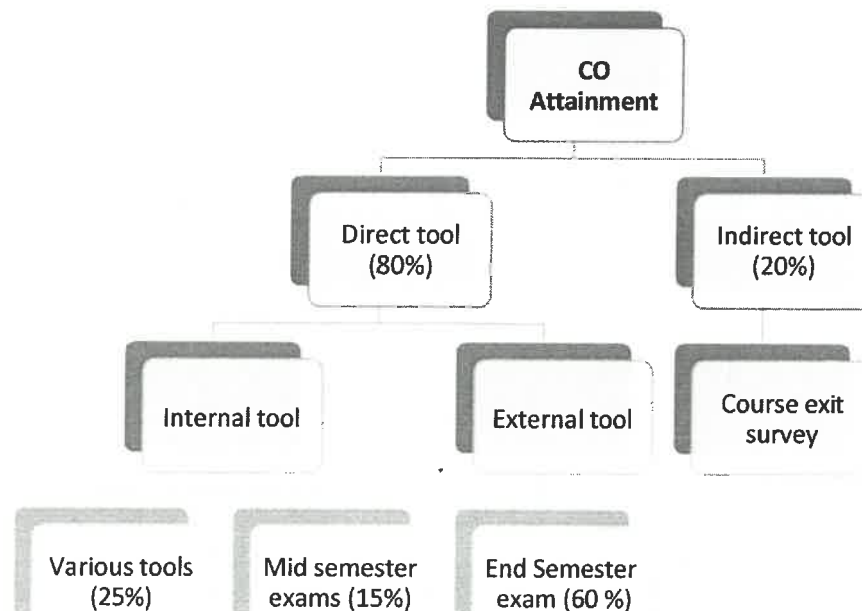 CO
Attainment
Direct tool
(80%)
Indirect tool
(20%)
Internal tool
External tool
Course exit
survey
Various tools
(25%)
Mid semester
exams (15%)
End Semester
exam (60 %)